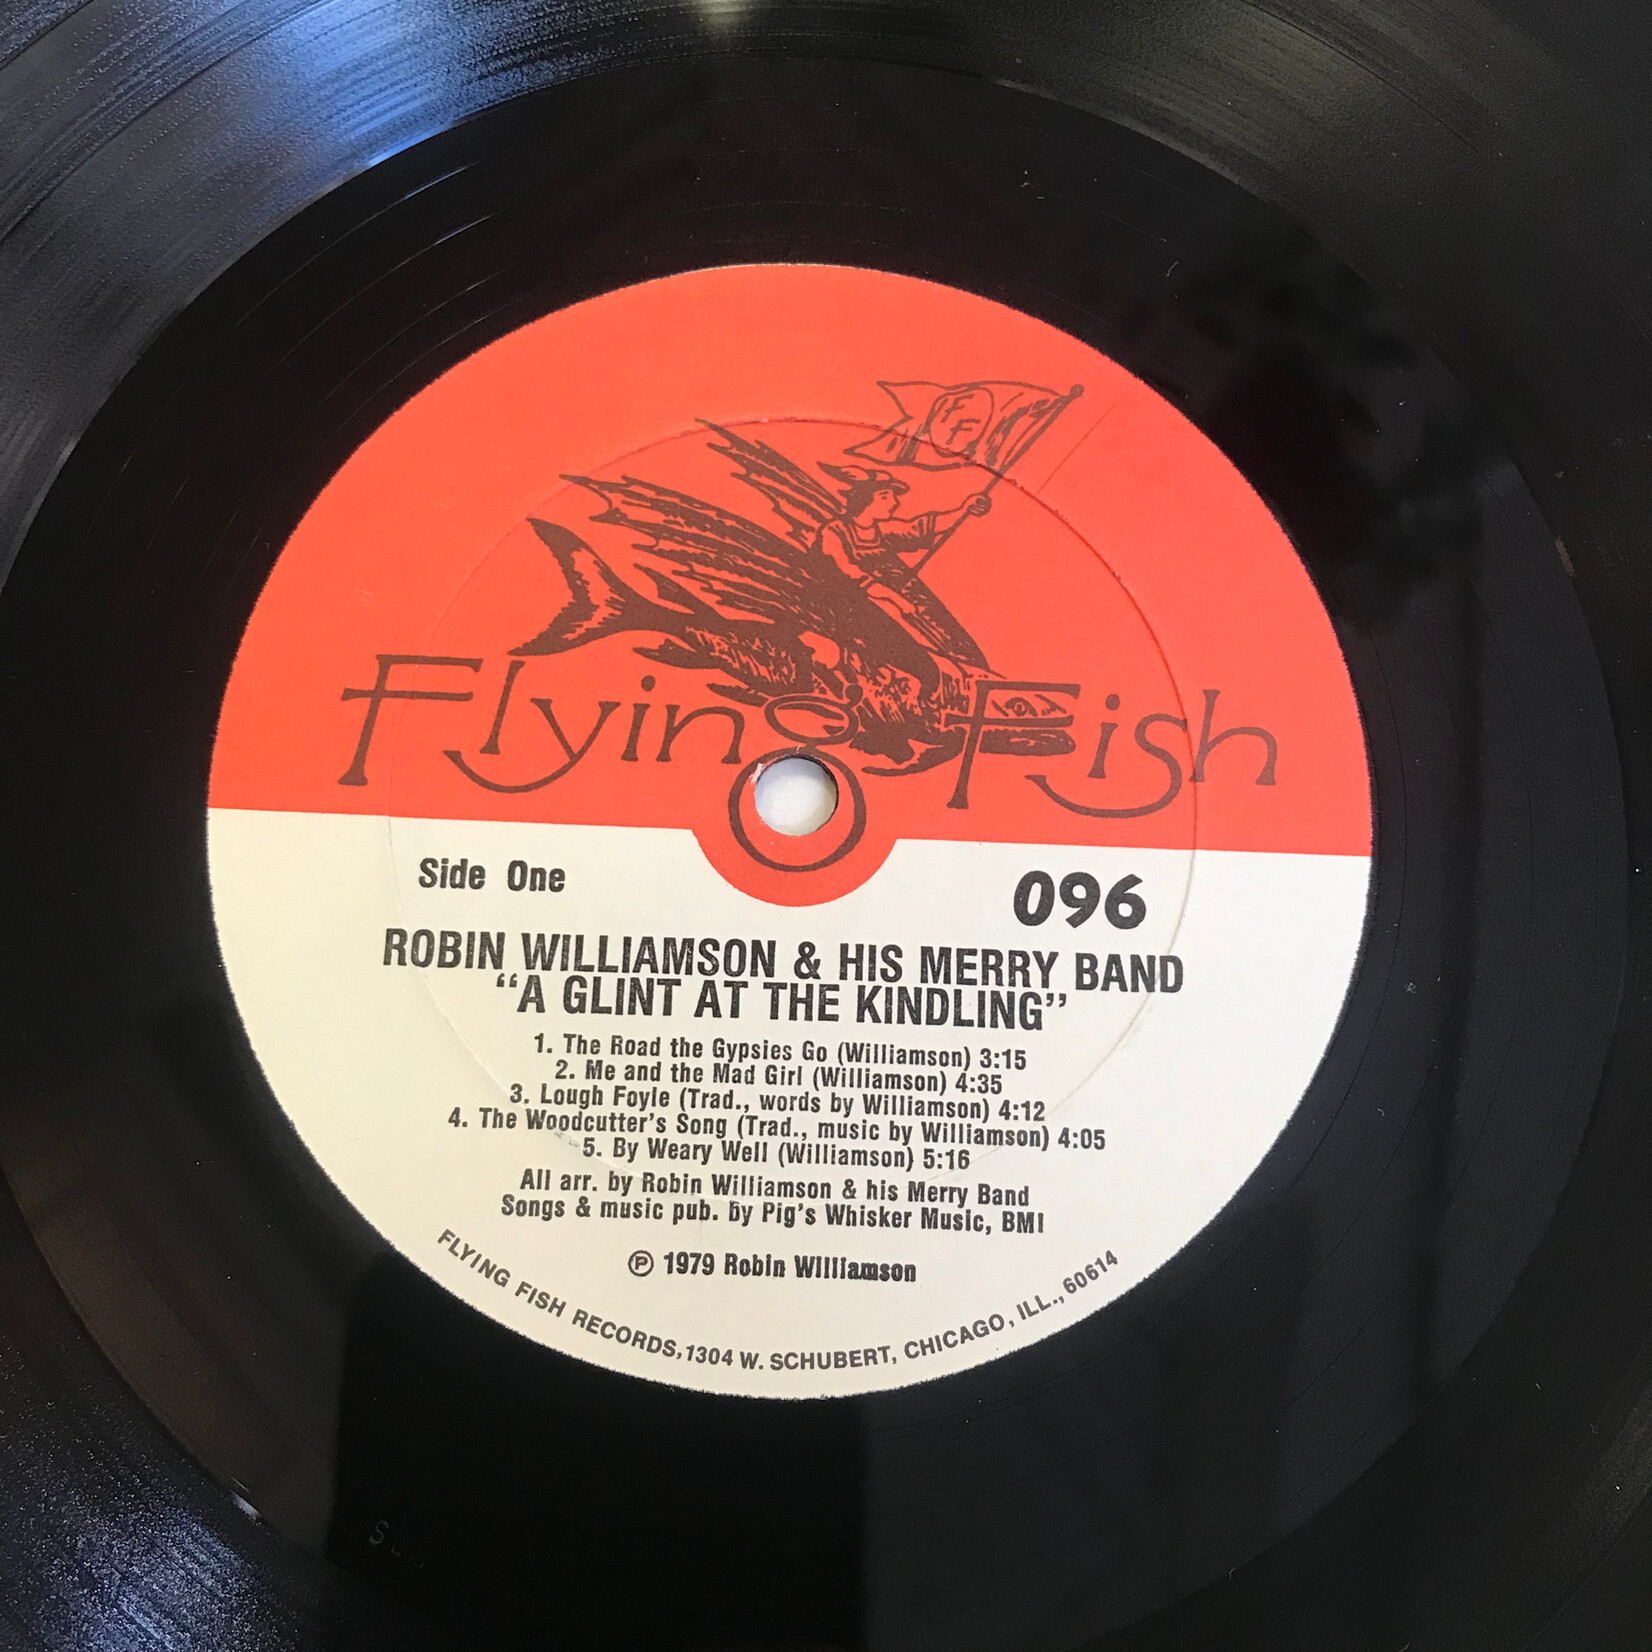 FF
Flying Fish
Side One
096
ROBIN WILLIAMSON & HIS MERRY BAND
“A GLINT AT THE KINDLING”
1. The Road the Gypsies Go (Williamson) 3:15
2. Me and the Mad Girl (Williamson) 4:35
3. Lough Foyle (Trad., words by Williamson) 4:12
4. The Woodcutter's Song (Trad., music by Williamson) 4:05
5. By Weary Well (Williamson) 5:16
All arr. by Robin Williamson & his Merry Band
Songs & music pub. by Pig's Whisker Music, BMI
℗ 1979 Robin Williamson
FLYING FISH RECORDS, 1304 W. SCHUBERT, CHICAGO, ILL., 60614